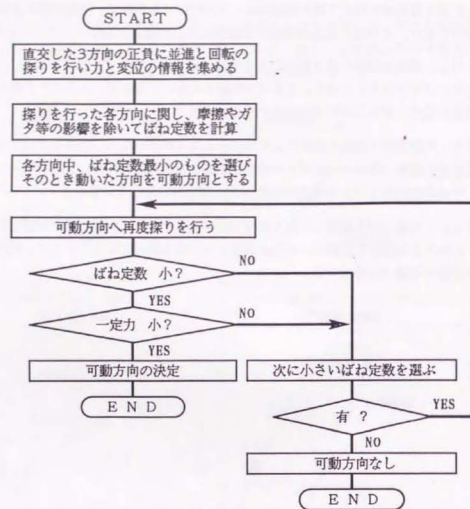 START
直交した3方向の正負に並進と回転の
探りを行い力と変位の情報を集める
探りを行った各方向に関し、摩擦やガ
タ等の影響を除いてばね定数を計算
各方向中、ばね定数最小のものを選び
そのとき動いた方向を可動方向とする
可動方向へ再度探りを行う
ばね定数 小?
NO
YES
一定力 小?
NO
YES
可動方向の決定
END
次に小さいばね定数を選ぶ
有 ?
YES
NO
可動方向なし
END